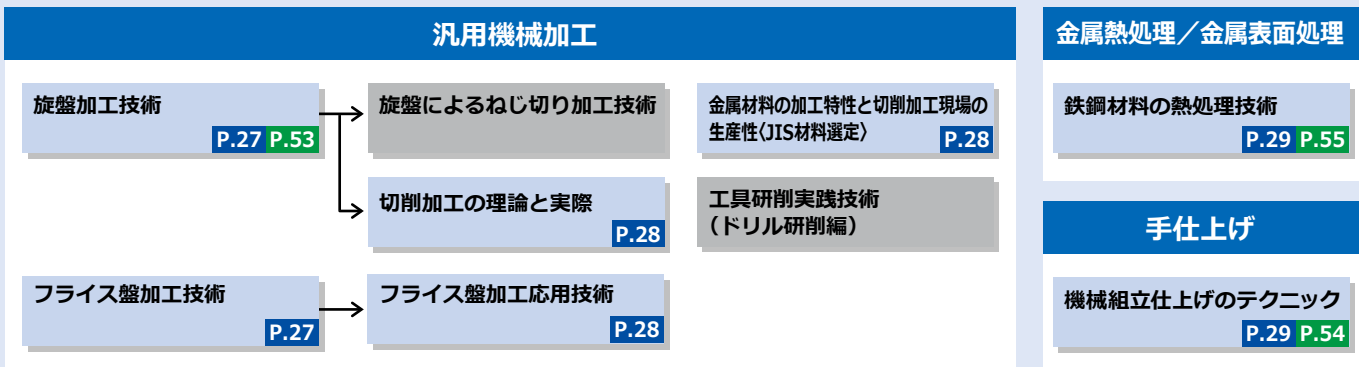 汎用機械加工
旋盤加工技術
P.27 P.53
旋盤によるねじ切り加工技術
金属材料の加工特性と切削加工現場の
生産性〈JIS材料選定〉
P.28
切削加工の理論と実際
P.28
工具研削実践技術
（ドリル研削編）
フライス盤加工技術
P.27
フライス盤加工応用技術
P.28
金属熱処理／金属表面処理
鉄鋼材料の熱処理技術
P.29 P.55
手仕上げ
機械組立仕上げのテクニック
P.29 P.54